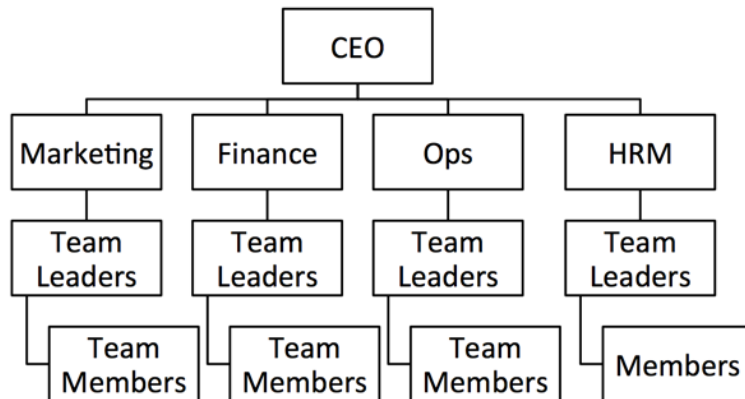 CEO
Marketing
Finance
Ops
HRM
Team
Leaders
Team
Leaders
Team
Leaders
Team
Leaders
Team
Members
Team
Members
Team
Members
Members